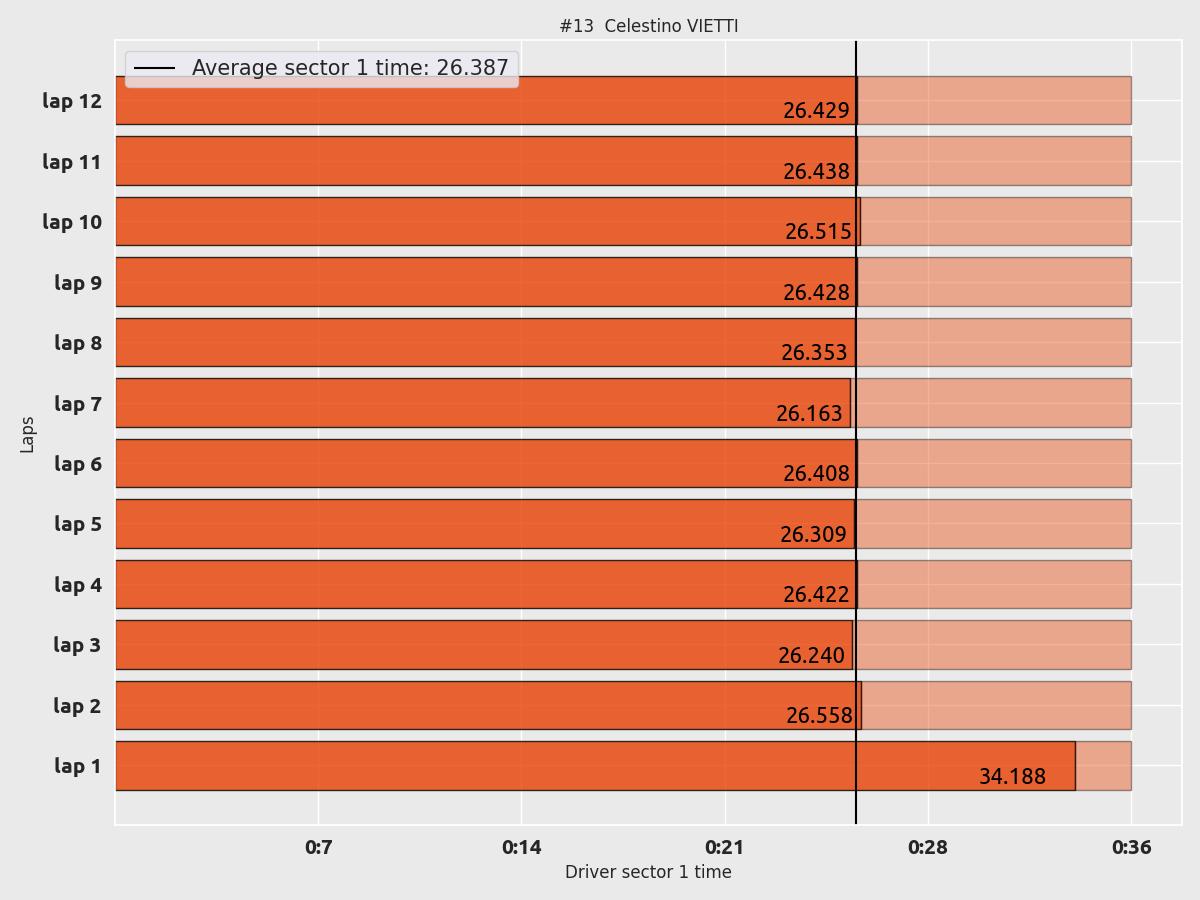 #13  Celestino VIETTI
Average sector 1 time: 26.387
lap 12
26.429
lap 11
26.438
lap 10
26.515
lap 9
26.428
lap 8
26.353
lap 7
26.163
lap 6
26.408
lap 5
26.309
lap 4
26.422
lap 3
26.240
lap 2
26.558
lap 1
34.188
Laps
0:7 0:14 0:21 0:28 0:36
Driver sector 1 time